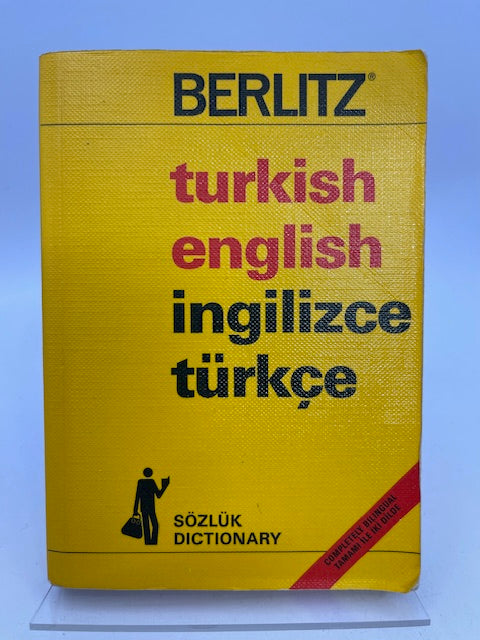 BERLITZ®
turkish
english
ingilizce
türkçe
SÖZLÜK
DICTIONARY
COMPLETELY BILINGUAL
TAMAMI İLE İKİ DİLDE